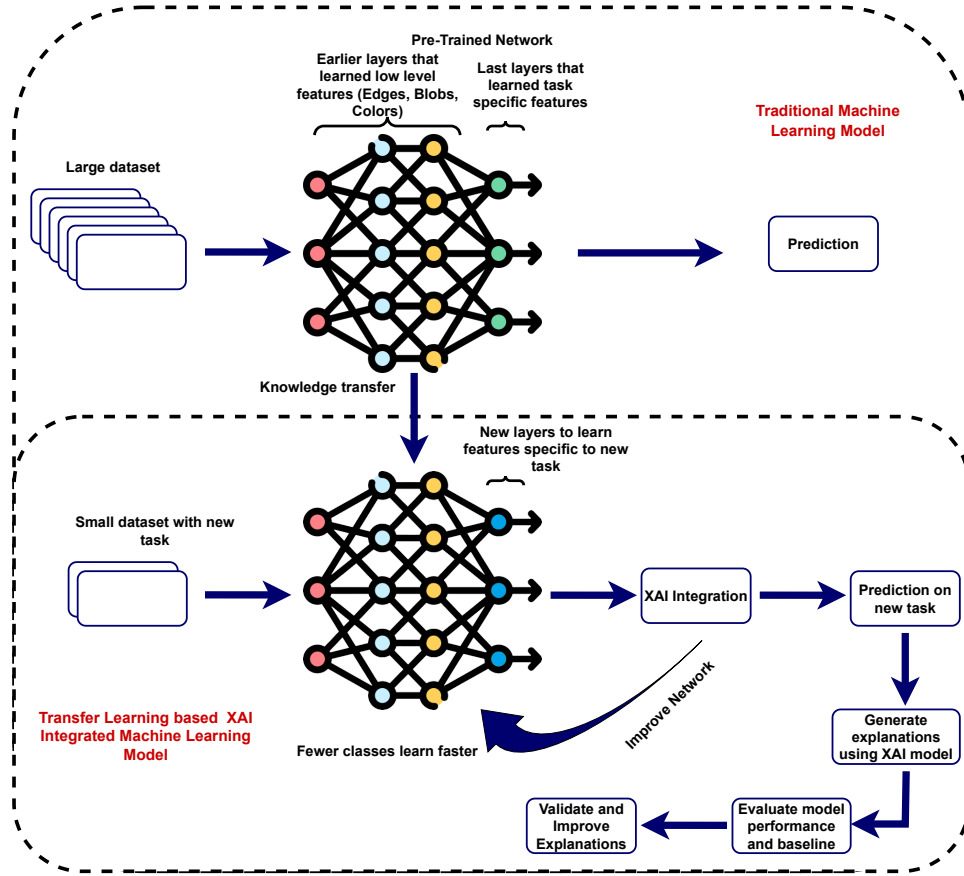 Pre-Trained Network
Earlier layers that
learned low level
features (Edges, Blobs,
Colors)
Last layers that
learned task
specific features
Traditional Machine
Learning Model
Large dataset
Prediction
Knowledge transfer
New layers to learn
features specific to new
task
Small dataset with new
task
XAI Integration
Prediction on
new task
Improve Network
Transfer Learning based XAI
Integrated Machine Learning
Model
Fewer classes learn faster
Generate
explanations
using XAI model
Validate and
Improve
Explanations
Evaluate model
performance
and baseline